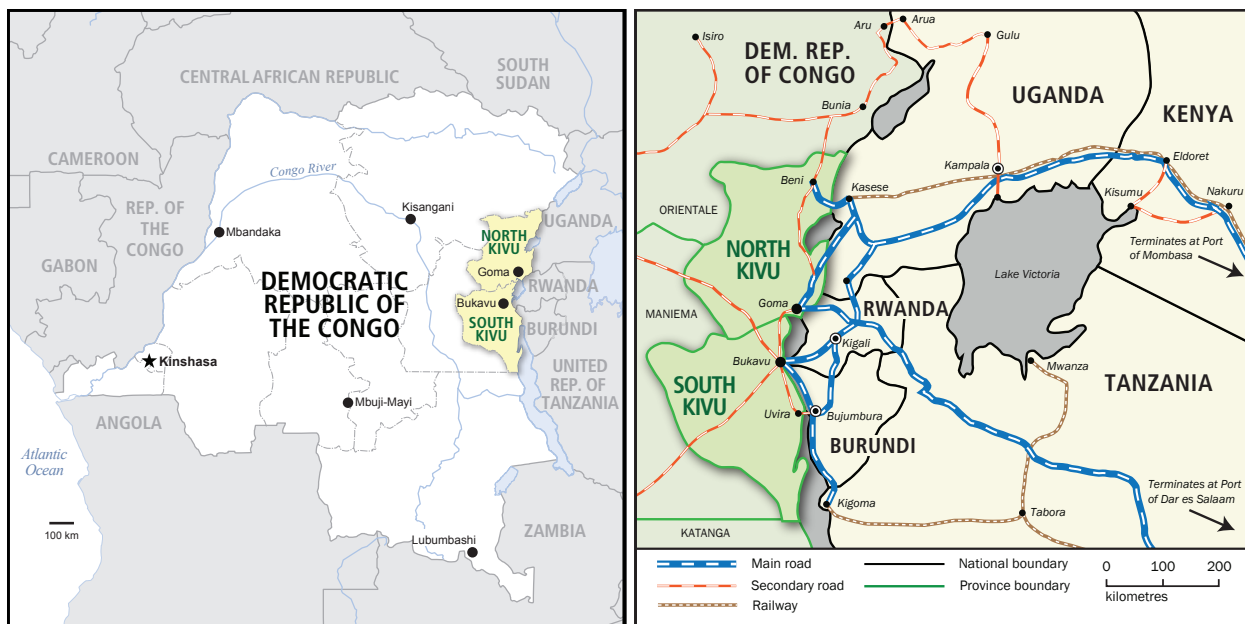 CENTRAL AFRICAN REPUBLIC
SOUTH
SUDAN
CAMEROON
Congo River
REP. OF
THE
CONGO
GABON
Mbandaka
Kisangani
UGANDA
NORTH
KIVU
Goma
RWANDA
Bukavu
SOUTH
KIVU
BURUNDI
DEMOCRATIC
REPUBLIC OF
THE CONGO
Kinshasa
UNITED
REP. OF
TANZANIA
Mbuji-Mayi
ANGOLA
Atlantic
Ocean
100 km
Lubumbashi
ZAMBIA
Isiro
Aru
Arua
Gulu
DEM. REP.
OF CONGO
Bunia
UGANDA
KENYA
Kampala
Eldoret
Beni
Kasese
Kisumu
Nakuru
ORIENTALE
NORTH
KIVU
Terminates at Port
of Mombasa
Lake Victoria
Goma
RWANDA
MANIEMA
Kigali
Bukavu
Mwanza
SOUTH
KIVU
TANZANIA
Uvira
Bujumbura
BURUNDI
Kigoma
Tabora
Terminates at Port
of Dar es Salaam
KATANGA
Main road
Secondary road
Railway
National boundary
Province boundary
0 100 200
kilometres